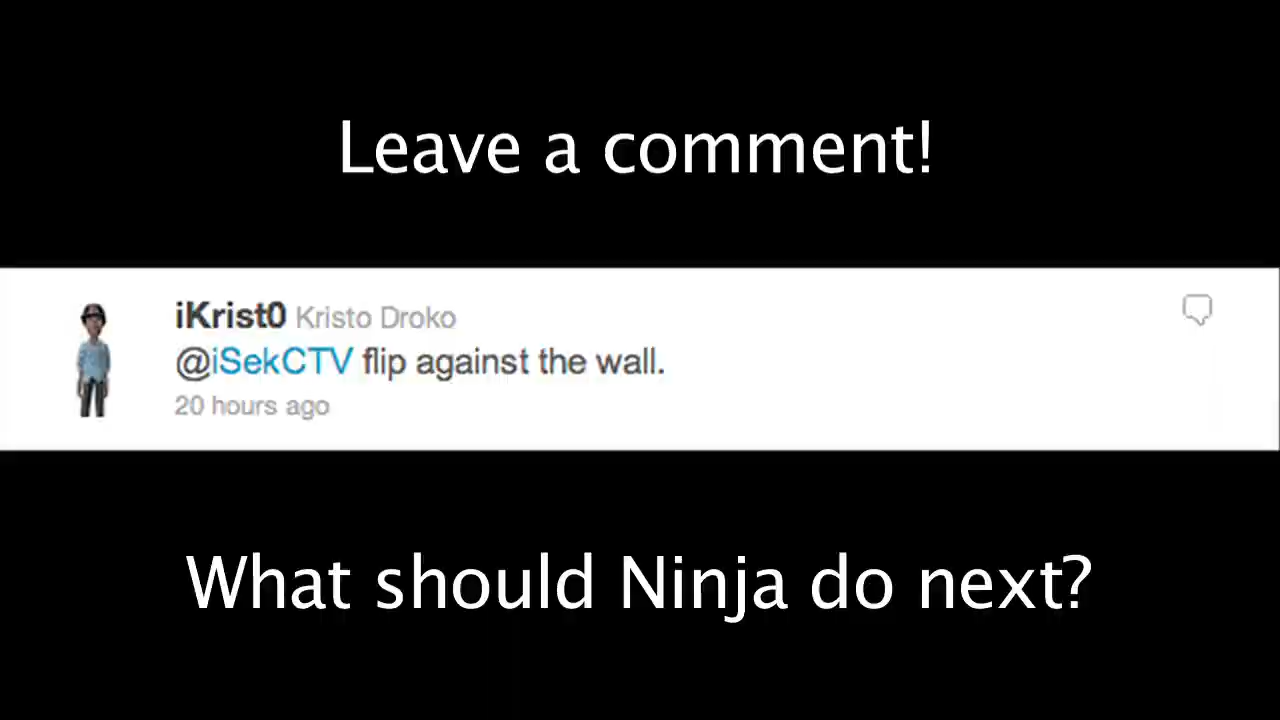 Leave a comment!
iKrist0 Kristo Droko
@iSekCTV flip against the wall.
20 hours ago
What should Ninja do next?